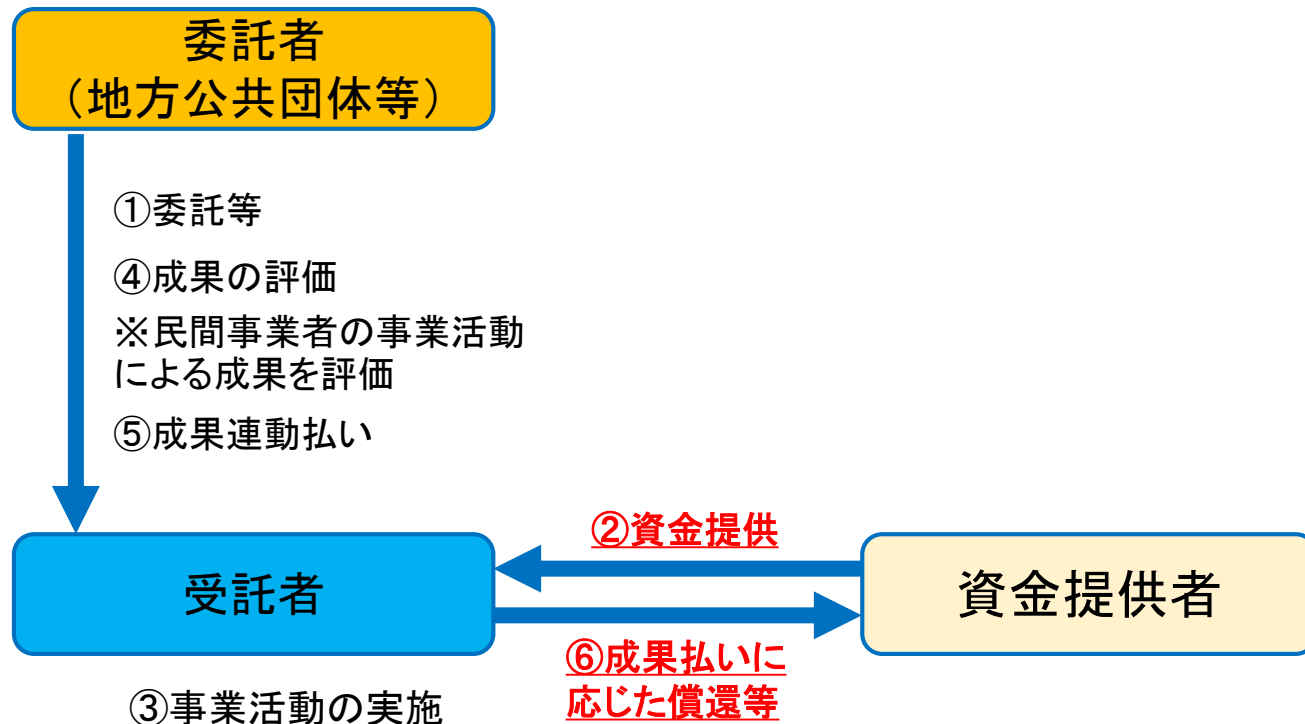 委託者
（地方公共団体等）
①委託等
④成果の評価
※民間事業者の事業活動
による成果を評価
⑤成果連動払い
②資金提供
受託者
資金提供者
⑥成果払いに
応じた償還等
③事業活動の実施